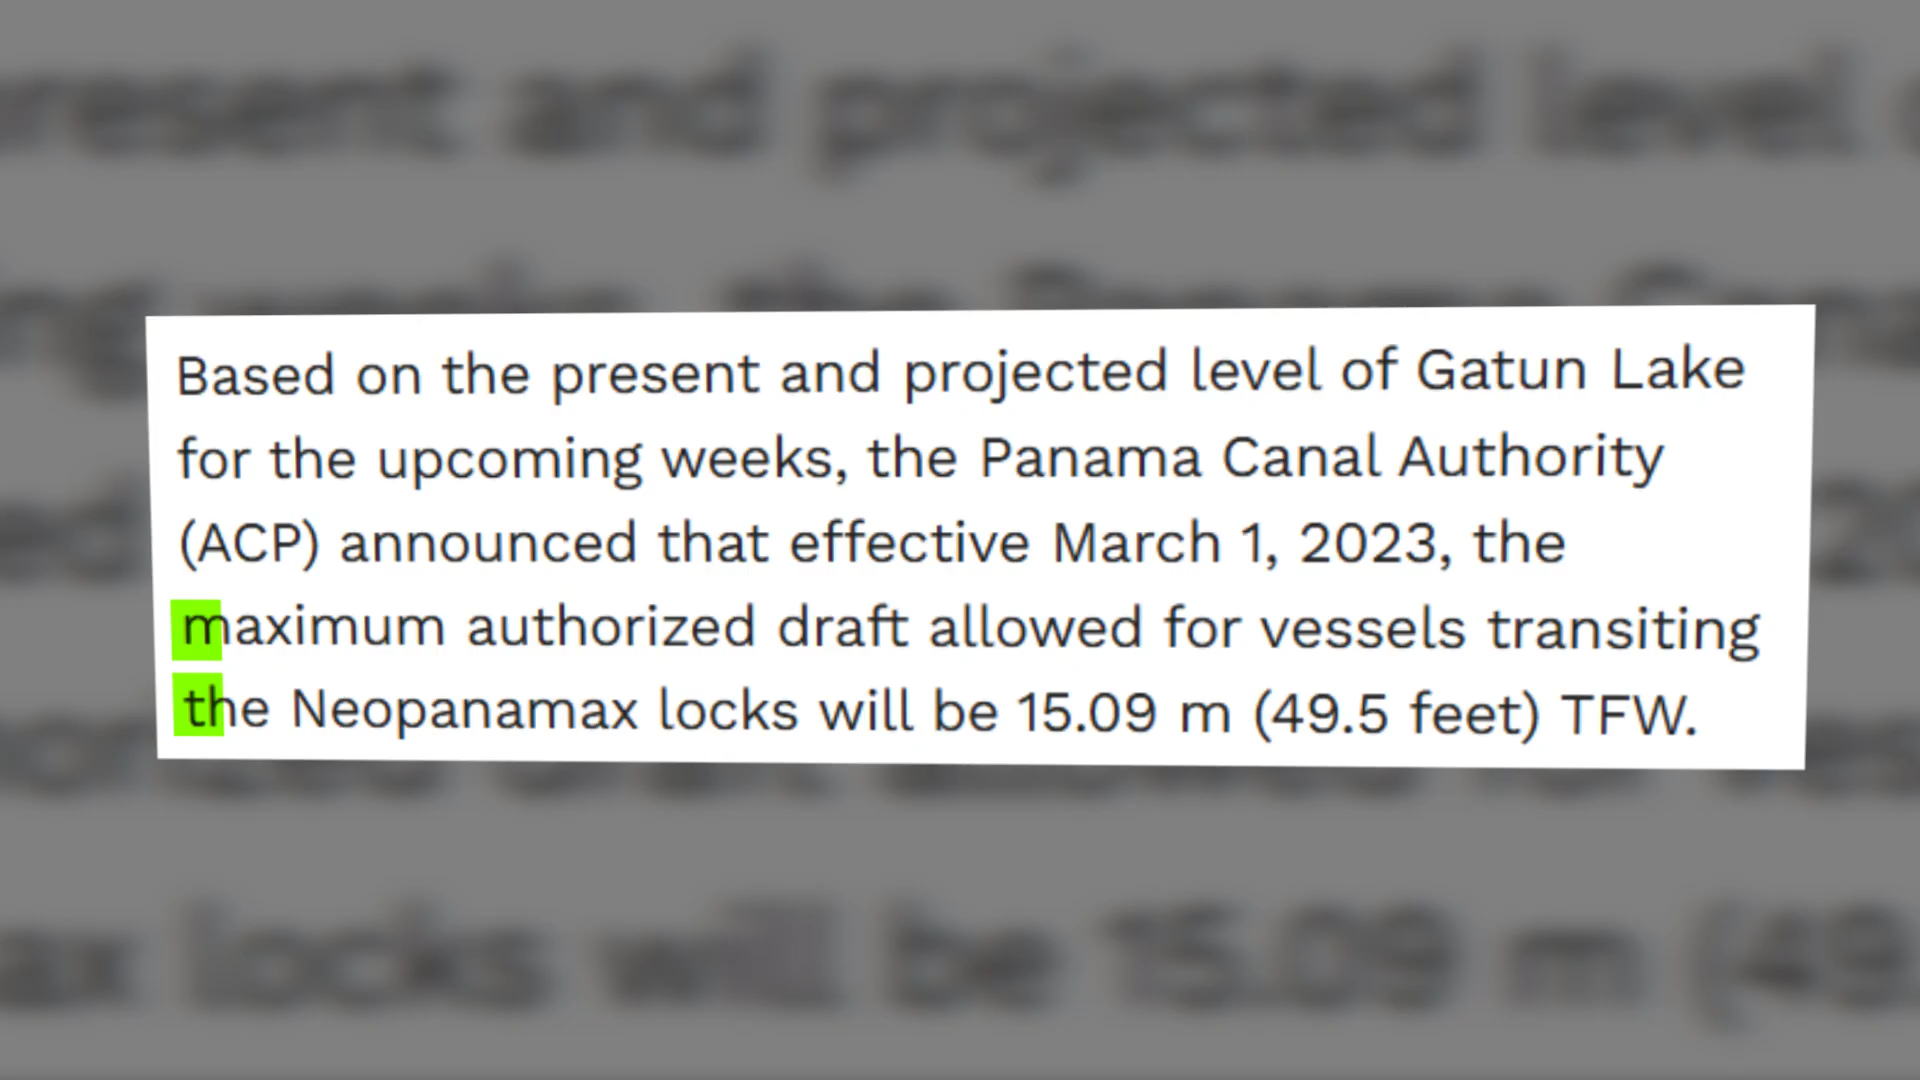 Based on the present and projected level of Gatun Lake
for the upcoming weeks, the Panama Canal Authority
(ACP) announced that effective March 1, 2023, the
maximum authorized draft allowed for vessels transiting
the Neopanamax locks will be 15.09 m (49.5 feet) TFW.